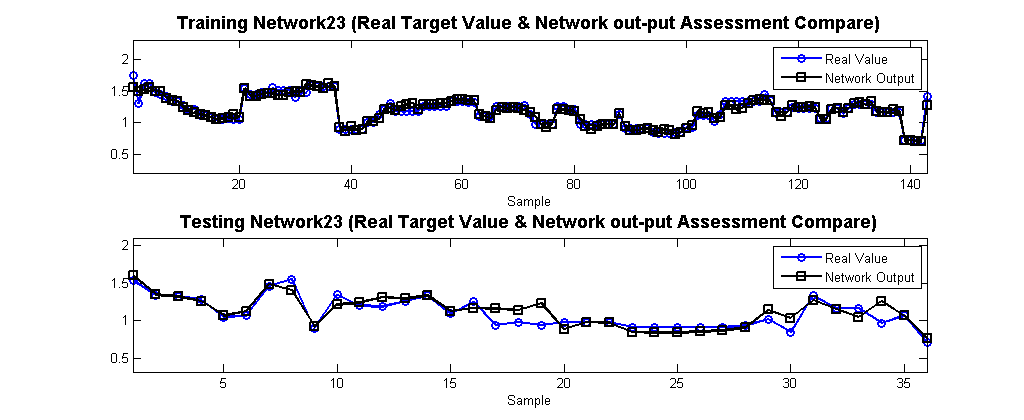 Training Network23 (Real Target Value & Network out-put Assessment Compare)
2
1.5
1
0.5
Real Value
Network Output
20
40
60
80
100
120
140
Sample
Testing Network23 (Real Target Value & Network out-put Assessment Compare)
2
1.5
1
0.5
Real Value
Network Output
5
10
15
20
25
30
35
Sample